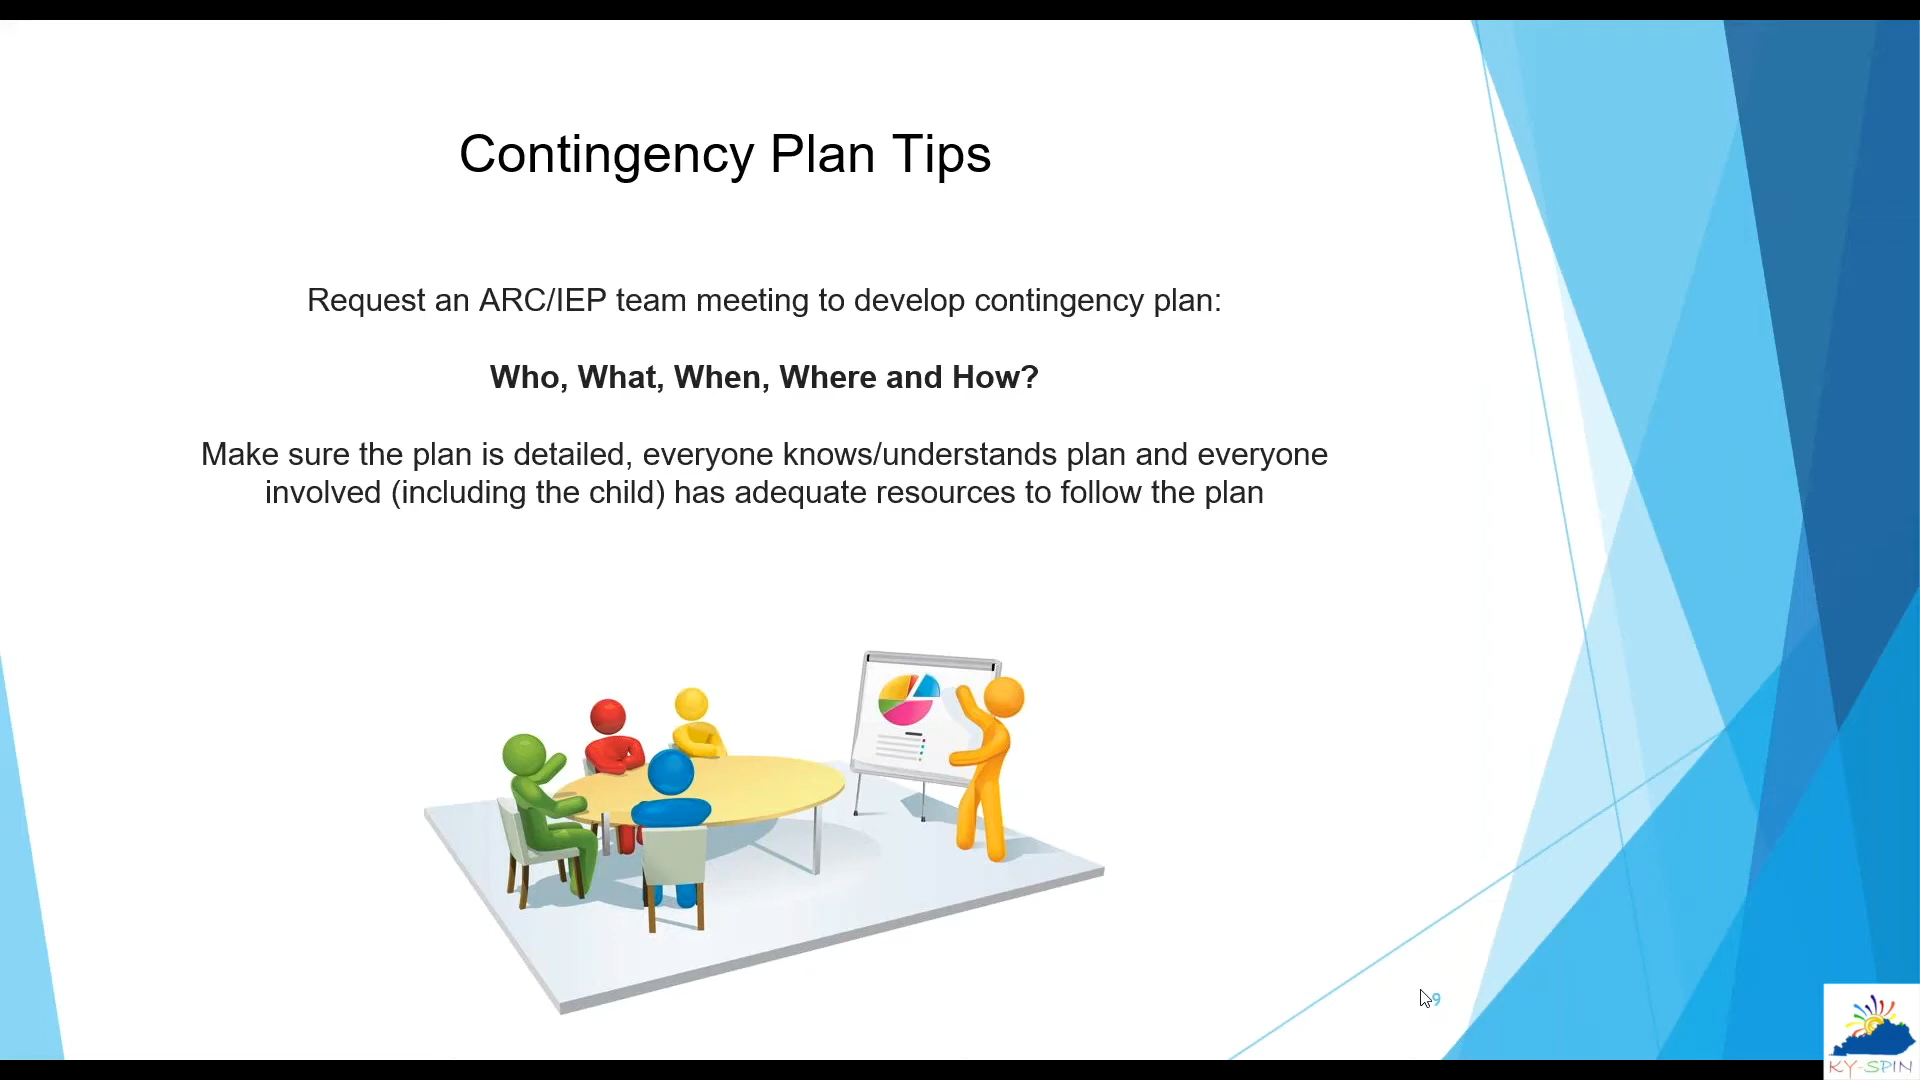 Contingency Plan Tips
Request an ARC/IEP team meeting to develop contingency plan:
Who, What, When, Where and How?
Make sure the plan is detailed, everyone knows/understands plan and everyone
involved (including the child) has adequate resources to follow the plan
9
KY-SPIN